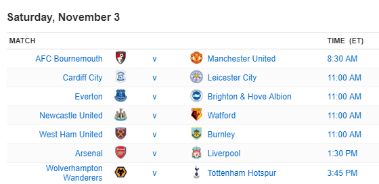 Saturday, November 3
MATCH TIME (ET)
AFC Bournemouth v Manchester United 8:30 AM
Cardiff City v Leicester City 11:00 AM
Everton v Brighton & Hove Albion 11:00 AM
Newcastle United v Watford 11:00 AM
West Ham United v Burnley 11:00 AM
Arsenal v Liverpool 1:30 PM
Wolverhampton
Wanderers v Tottenham Hotspur 3:45 PM